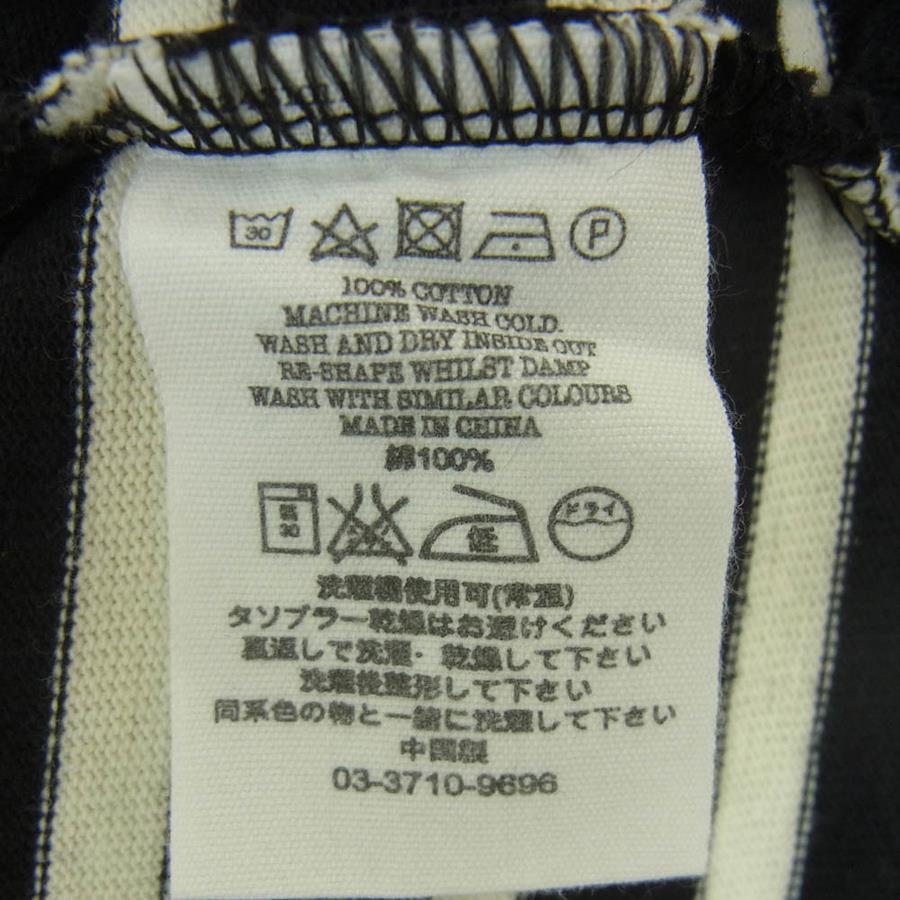 30
P
100% COTTON
MACHINE WASH COLD.
WASH AND DRY INSIDE OUT
RE-SHAPE WHILST DAMP
WASH WITH SIMILAR COLOURS
MADE IN CHINA
綿100%
30 低 ドライ
洗濯機使用可(常温)
タンブラー乾燥はお避けください
裏返して洗濯・乾燥して下さい
洗濯後整形して下さい
同系色の物と一緒に洗濯して下さい
中国製
03-3710-9696